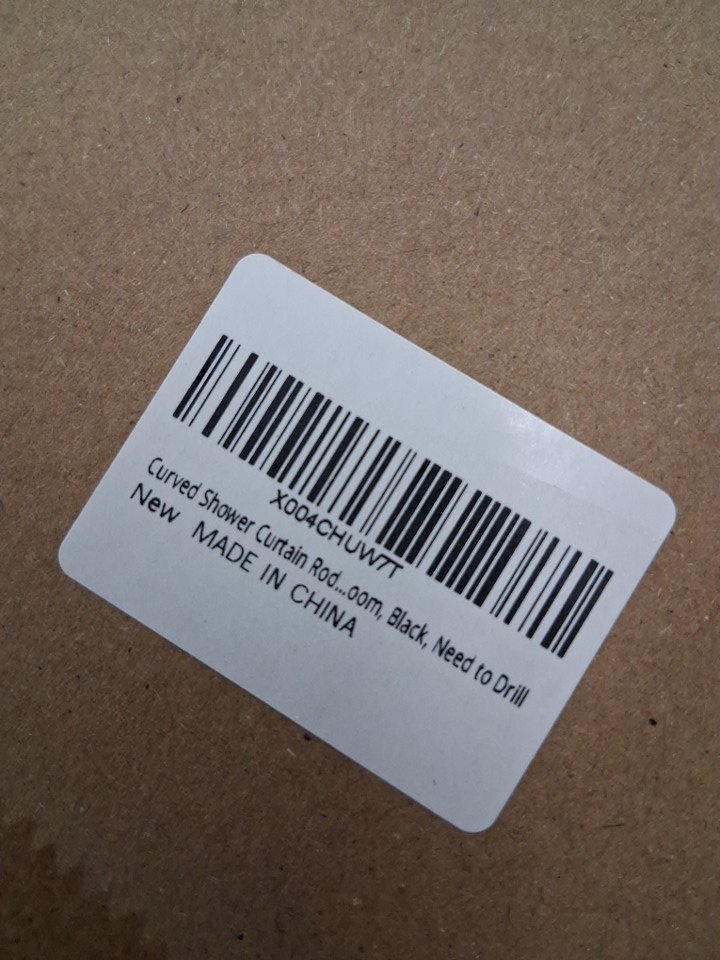 X004CHUW7T
Curved Shower Curtain Rod...oom, Black, Need to Drill
New MADE IN CHINA